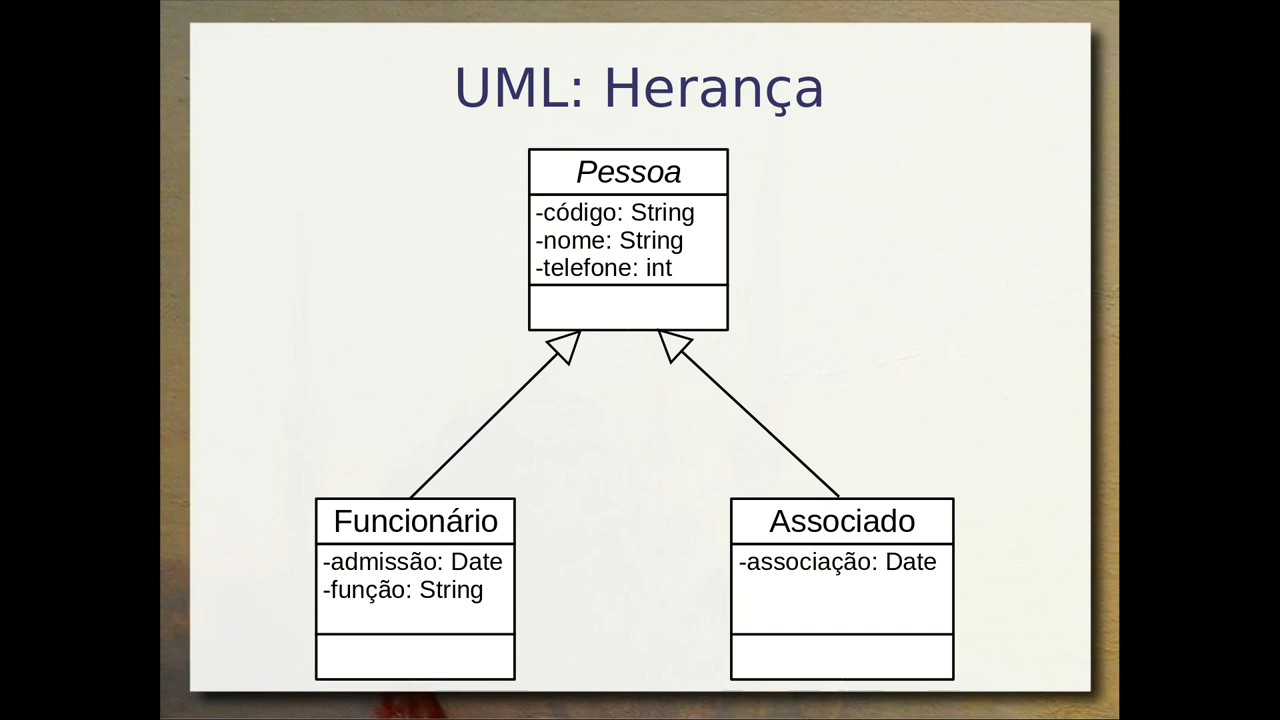 UML: Herança
Pessoa
-código: String
-nome: String
-telefone: int
Funcionário
-admissão: Date
-função: String
Associado
-associação: Date